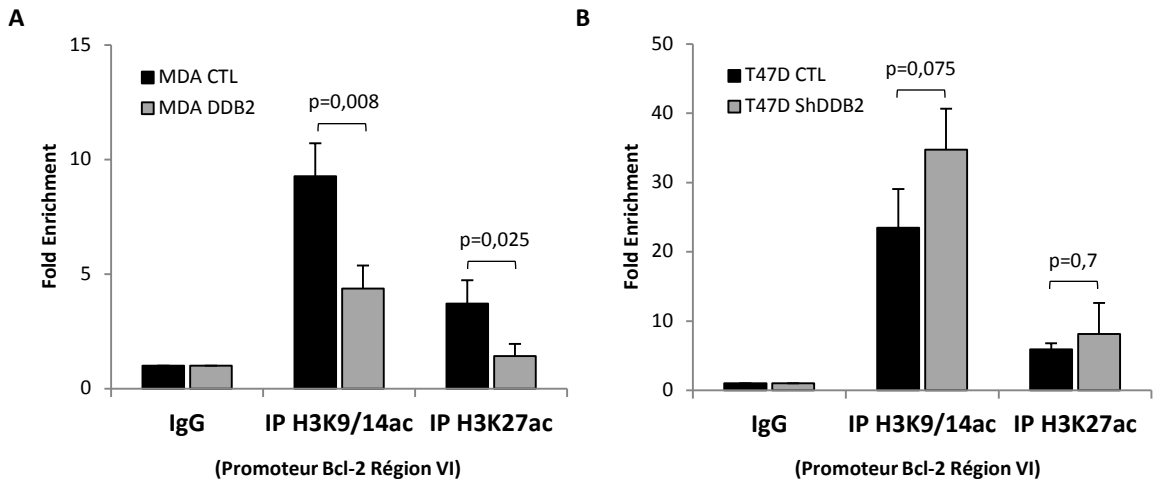 A
Fold Enrichment
15
10
5
0
MDA CTL
MDA DDB2
p=0,008
p=0,025
IgG
IP H3K9/14ac
IP H3K27ac
(Promoteur Bcl-2 Région VI)
B
Fold Enrichment
50
40
30
20
10
0
T47D CTL
T47D ShDDB2
p=0,075
p=0,7
IgG
IP H3K9/14ac
IP H3K27ac
(Promoteur Bcl-2 Région VI)